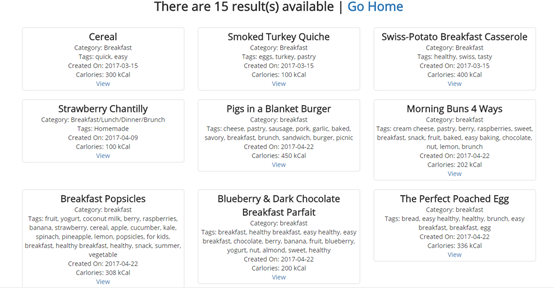 There are 15 result(s) available | Go Home
Cereal
Category: Breakfast
Tags: quick, easy
Created On: 2017-03-15
Carlories: 300 kCal
View
Smoked Turkey Quiche
Category: Breakfast
Tags: eggs, turkey, pastry
Created On: 2017-03-15
Carlories: 100 kCal
View
Swiss-Potato Breakfast Casserole
Category: Breakfast
Tags: healthy, swiss, tasty
Created On: 2017-03-15
Carlories: 400 kCal
View
Strawberry Chantilly
Category: Breakfast/Lunch/Dinner/Brunch
Tags: Homemade
Created On: 2017-04-09
Carlories: 100 kCal
View
Pigs in a Blanket Burger
Category: breakfast
Tags: cheese, pastry, sausage, pork, garlic, baked,
savory, breakfast, brunch, sandwich, burger, picnic
Created On: 2017-04-22
Carlories: 450 kCal
View
Morning Buns 4 Ways
Category: breakfast
Tags: cream cheese, pastry, berry, raspberries, sweet,
breakfast, snack, fruit, baked, easy baking, chocolate,
nut, lemon, brunch
Created On: 2017-04-22
Carlories: 202 kCal
View
Breakfast Popsicles
Category: breakfast
Tags: fruit, yogurt, coconut milk, berry, raspberries,
banana, strawberry, cereal, apple, cucumber, kale,
spinach, pineapple, lemon, popsicles, for kids,
breakfast, healthy breakfast, healthy, snack, summer,
vegetable
Created On: 2017-04-22
Carlories: 308 kCal
View
Blueberry & Dark Chocolate
Breakfast Parfait
Category: breakfast
Tags: breakfast, healthy breakfast, easy healthy, easy
breakfast, chocolate, berry, banana, fruit, blueberry,
yogurt, nut, almond, sweet, healthy
Created On: 2017-04-22
Carlories: 200 kCal
View
The Perfect Poached Egg
Category: breakfast
Tags: bread, easy healthy, healthy, brunch, easy
breakfast, breakfast, egg
Created On: 2017-04-22
Carlories: 336 kCal
View